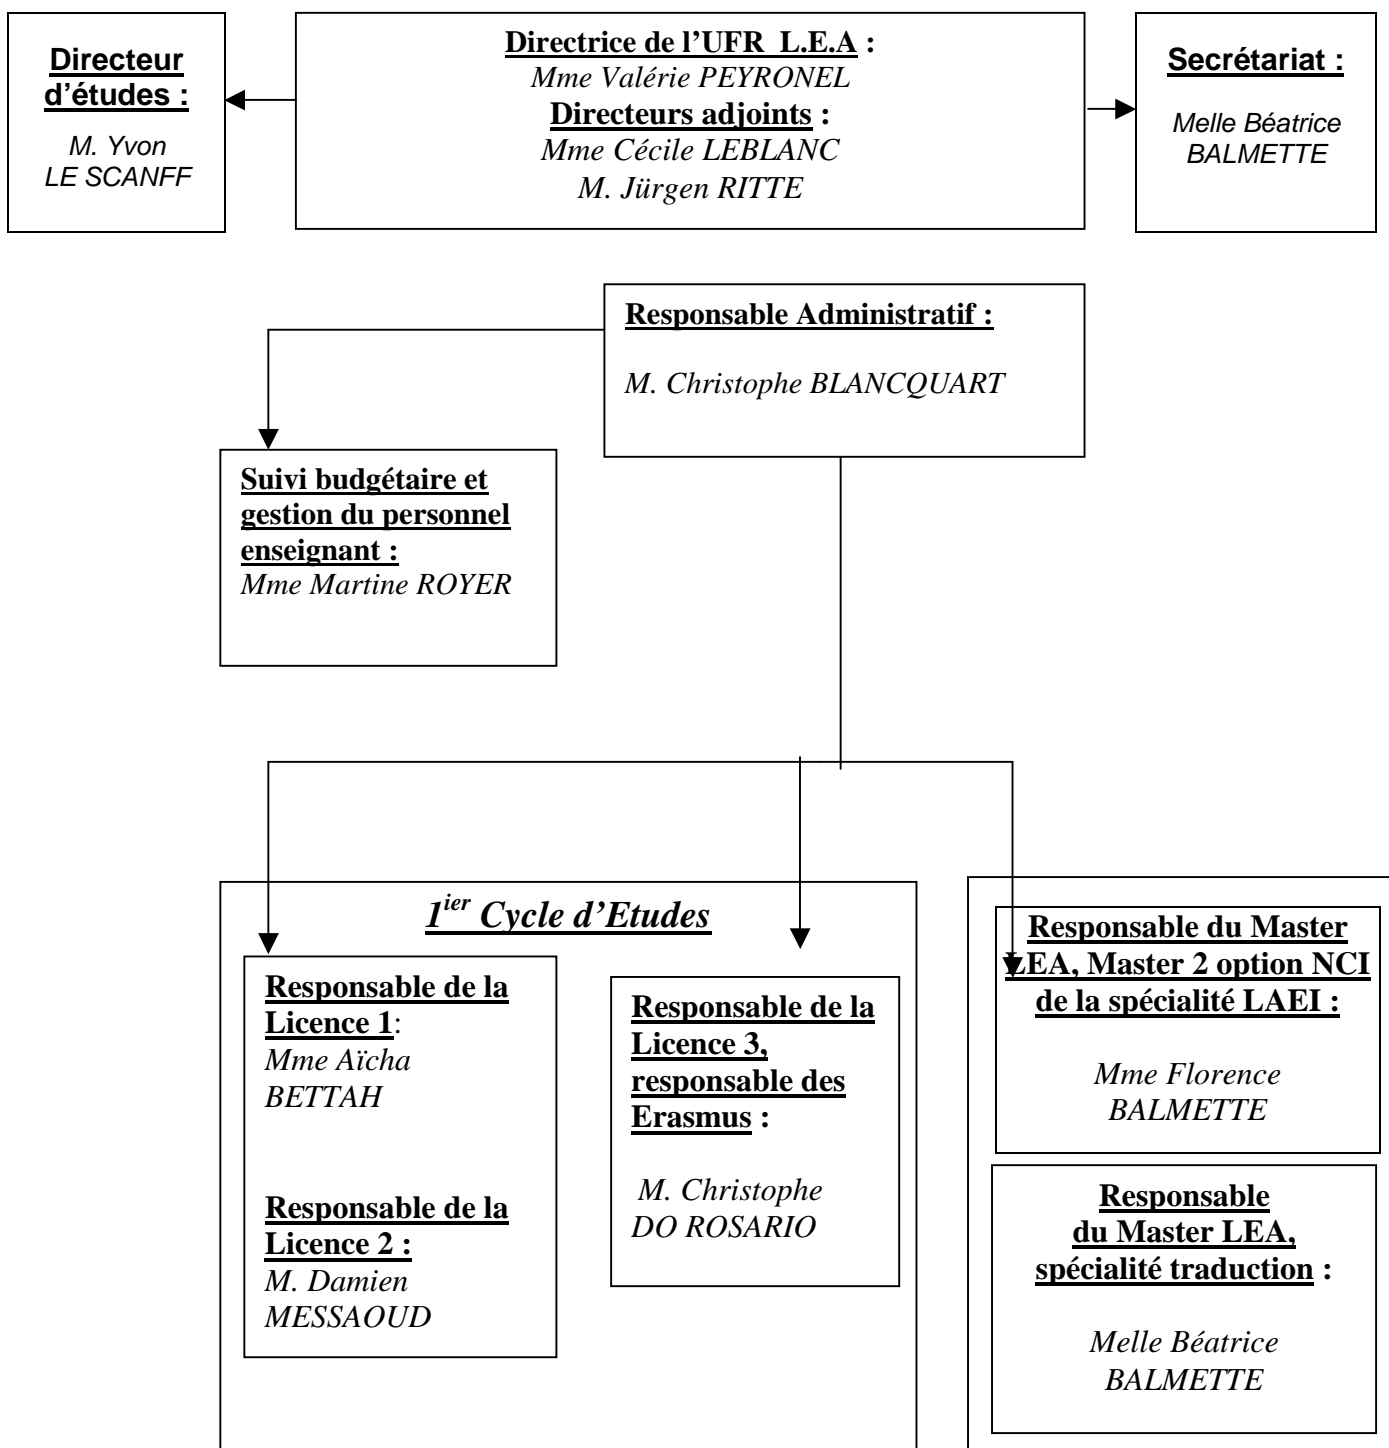 Directeur
d’études :
M. Yvon
LE SCANFF
Directrice de l’UFR L.E.A :
Mme Valérie PEYRONEL
Directeurs adjoints :
Mme Cécile LEBLANC
M. Jürgen RITTE
Secrétariat :
Melle Béatrice
BALMETTE
Responsable Administratif :
M. Christophe BLANCQUART
Suivi budgétaire et
gestion du personnel
enseignant :
Mme Martine ROYER
1ier Cycle d’Etudes
Responsable de la
Licence 1:
Mme Aïcha
BETTAH
Responsable de la
Licence 2 :
M. Damien
MESSAOUD
Responsable de la
Licence 3,
responsable des
Erasmus :
M. Christophe
DO ROSARIO
Responsable du Master
LEA, Master 2 option NCI
de la spécialité LAEI :
Mme Florence
BALMETTE
Responsable
du Master LEA,
spécialité traduction :
Melle Béatrice
BALMETTE